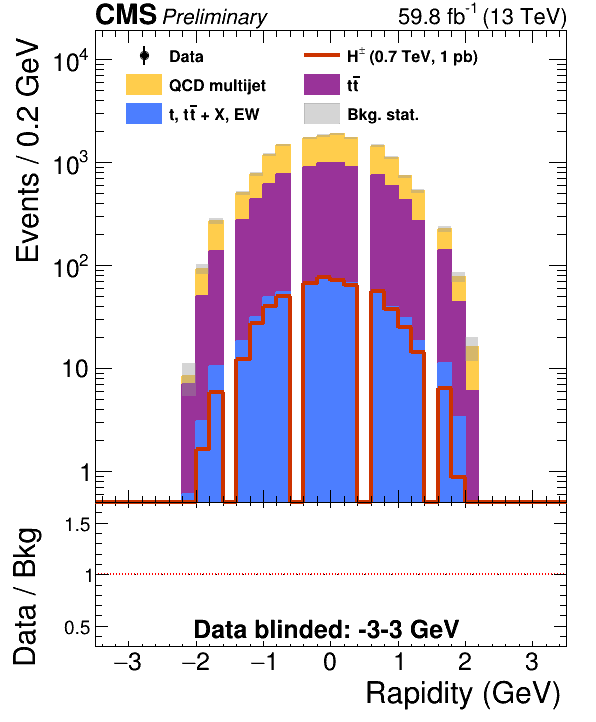 CMS Preliminary 59.8 fb⁻¹ (13 TeV)
Events / 0.2 GeV
10⁴
10³
10²
10
1
Data
H± (0.7 TeV, 1 pb)
QCD multijet
tt̄
t, tt̄ + X, EW
Bkg. stat.
Data / Bkg
1.5
1
0.5
Data blinded: -3-3 GeV
−3 −2 −1 0 1 2 3
Rapidity (GeV)